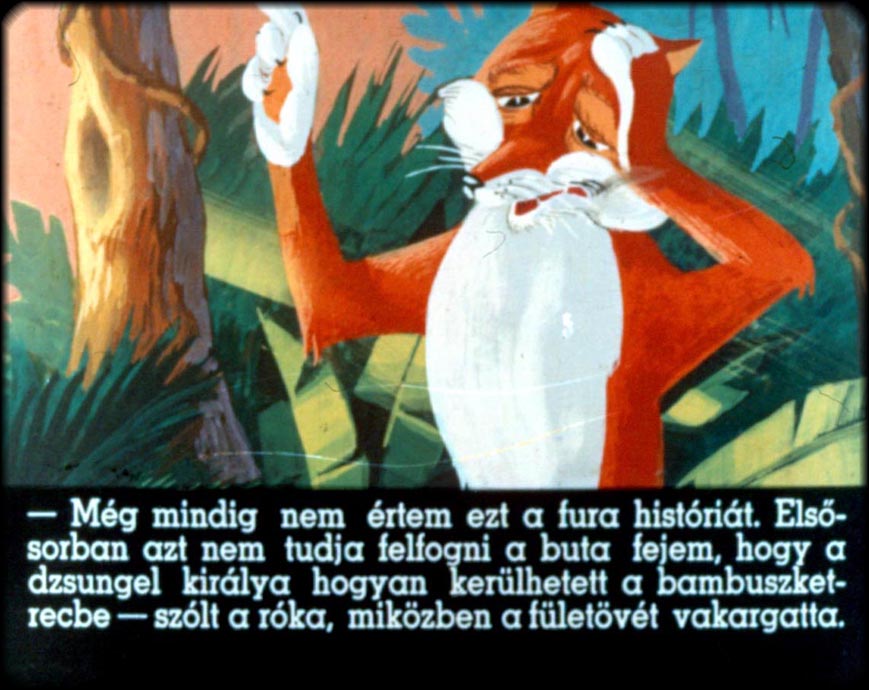 — Még mindig nem értem ezt a fura históriát. Első-
sorban azt nem tudja felfogni a buta fejem, hogy a
dzsungel királya hogyan kerülhetett a bambuszket-
recbe — szólt a róka, miközben a fületövét vakargatta.